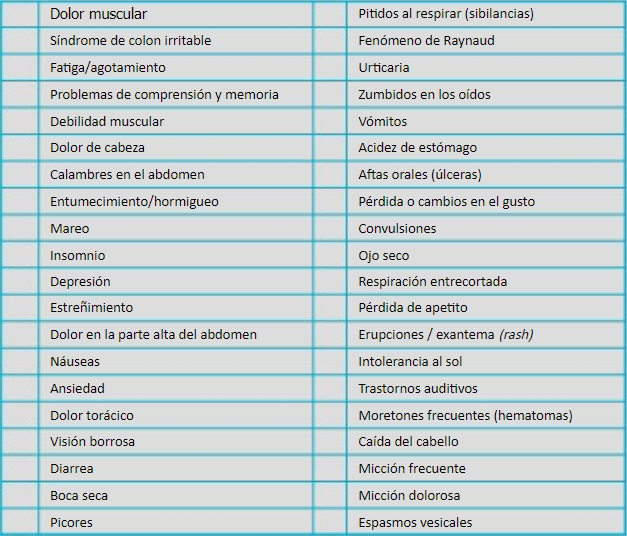 Dolor muscular
Pitidos al respirar (sibilancias)
Síndrome de colon irritable
Fenómeno de Raynaud
Fatiga/agotamiento
Urticaria
Problemas de comprensión y memoria
Zumbidos en los oídos
Debilidad muscular
Vómitos
Dolor de cabeza
Acidez de estómago
Calambres en el abdomen
Aftas orales (úlceras)
Entumecimiento/hormigueo
Pérdida o cambios en el gusto
Mareo
Convulsiones
Insomnio
Ojo seco
Depresión
Respiración entrecortada
Estreñimiento
Pérdida de apetito
Dolor en la parte alta del abdomen
Erupciones / exantema (rash)
Náuseas
Intolerancia al sol
Ansiedad
Trastornos auditivos
Dolor torácico
Moretones frecuentes (hematomas)
Visión borrosa
Caída del cabello
Diarrea
Micción frecuente
Boca seca
Micción dolorosa
Picores
Espasmos vesicales